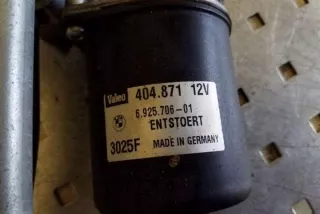 Valeo 404.871 12V
6.925.706-01
ENTSTOERT
3025F MADE IN GERMANY